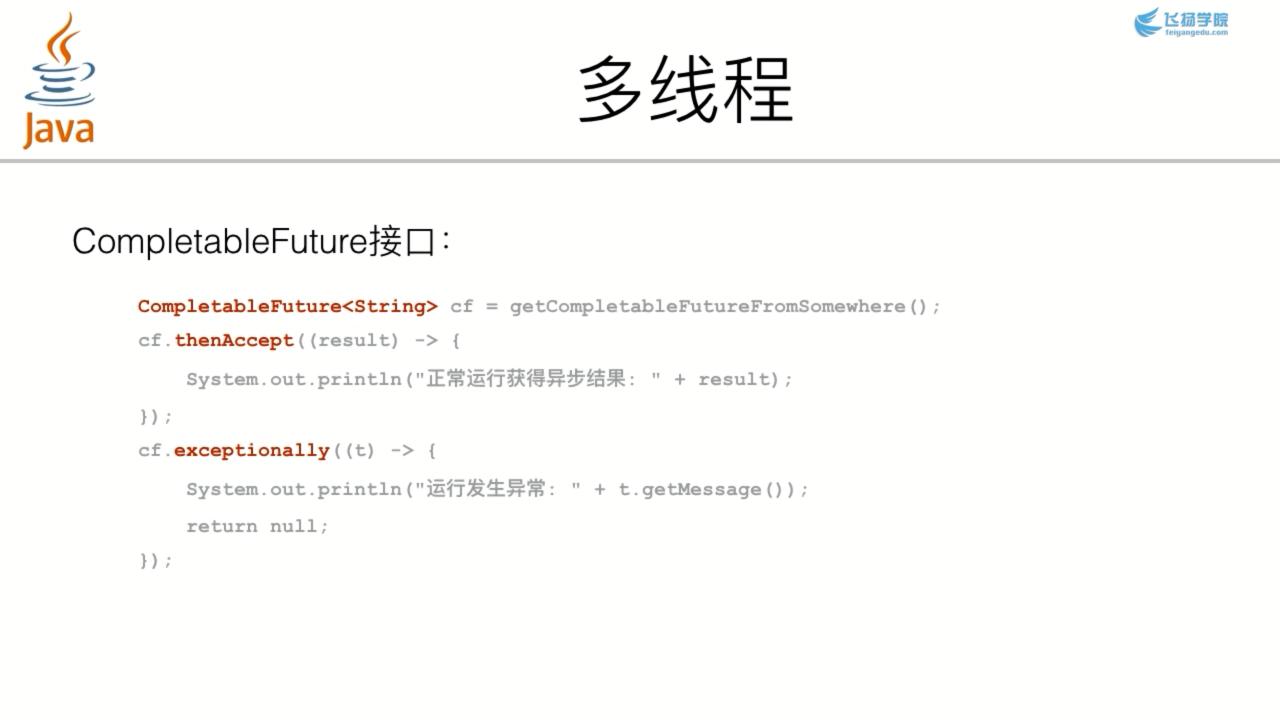 Java
飞扬学院
feiyangedu.com
多线程
CompletableFuture接口：
CompletableFuture<String> cf = getCompletableFutureFromSomewhere();
cf.thenAccept((result) -> {
    System.out.println("正常运行获得异步结果: " + result);
});
cf.exceptionally((t) -> {
    System.out.println("运行发生异常: " + t.getMessage());
    return null;
});